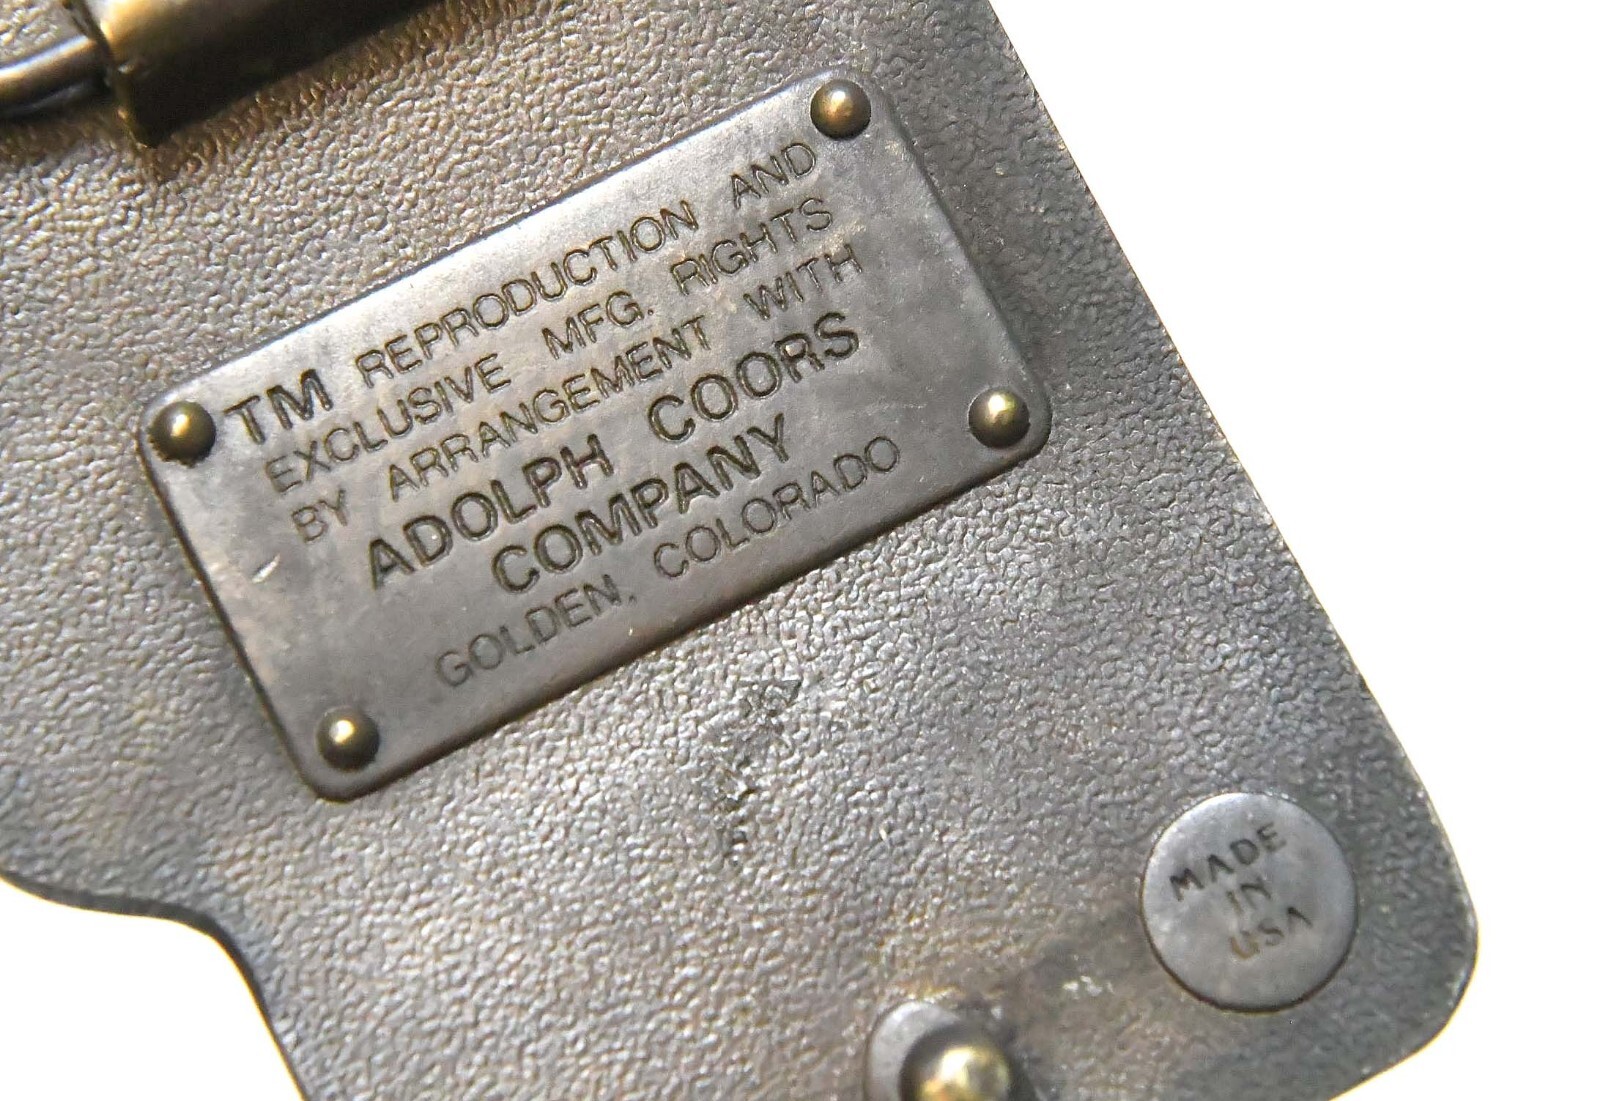 TM REPRODUCTION AND
EXCLUSIVE MFG. RIGHTS
BY ARRANGEMENT WITH
ADOLPH COORS
COMPANY
GOLDEN, COLORADO
MADE
IN
USA